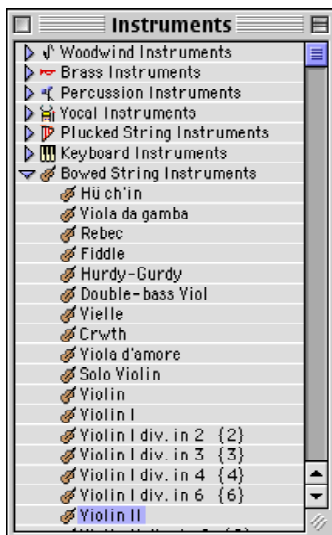 Instruments
Woodwind Instruments
Brass Instruments
Percussion Instruments
Vocal Instruments
Plucked String Instruments
Keyboard Instruments
Bowed String Instruments
Hü ch'in
Viola da gamba
Rebec
Fiddle
Hurdy-Gurdy
Double-bass Viol
Vielle
Crwth
Viola d'amore
Solo Violin
Violin
Violin I
Violin I div. in 2 {2}
Violin I div. in 3 {3}
Violin I div. in 4 {4}
Violin I div. in 6 {6}
Violin II